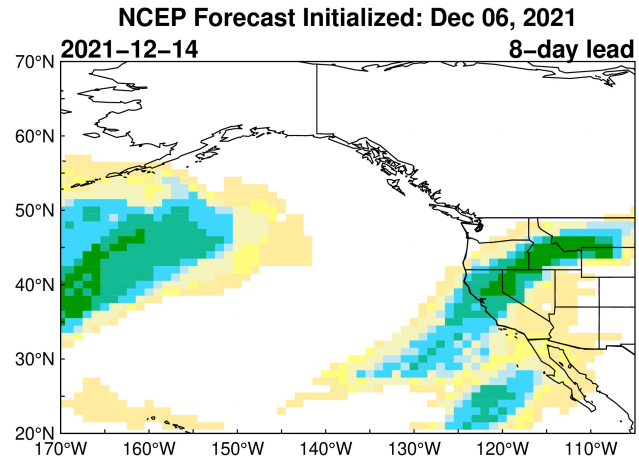 NCEP Forecast Initialized: Dec 06, 2021
2021−12−14 8−day lead
70°N
60°N
50°N
40°N
30°N
20°N
170°W 160°W 150°W 140°W 130°W 120°W 110°W